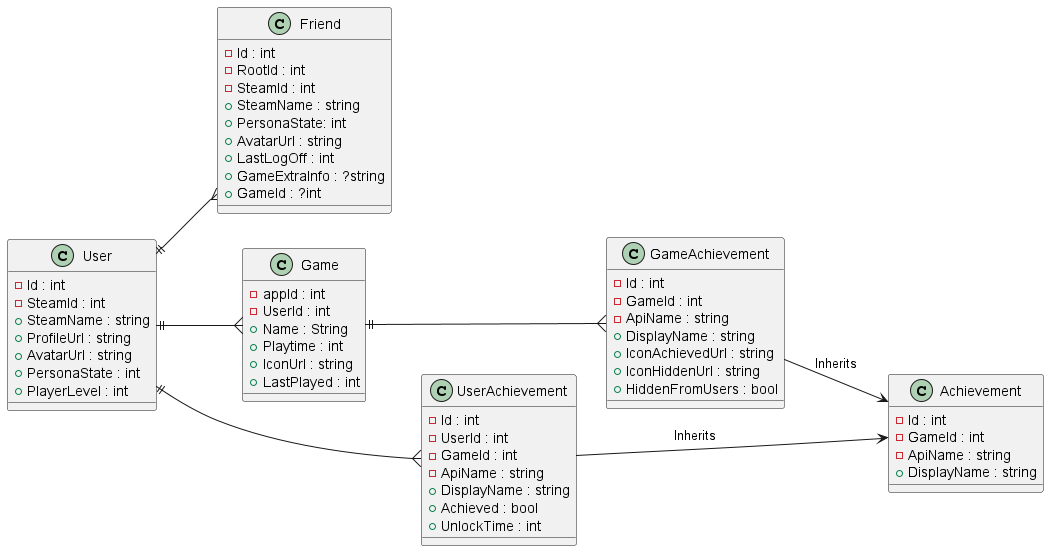 C Friend
Id : int
RootId : int
SteamId : int
SteamName : string
PersonaState: int
AvatarUrl : string
LastLogOff : int
GameExtraInfo : ?string
GameId : ?int
C User
Id : int
SteamId : int
SteamName : string
ProfileUrl : string
AvatarUrl : string
PersonaState : int
PlayerLevel : int
C Game
appId : int
UserId : int
Name : String
Playtime : int
IconUrl : string
LastPlayed : int
C GameAchievement
Id : int
GameId : int
ApiName : string
DisplayName : string
IconAchievedUrl : string
IconHiddenUrl : string
HiddenFromUsers : bool
C UserAchievement
Id : int
UserId : int
GameId : int
ApiName : string
DisplayName : string
Achieved : bool
UnlockTime : int
Inherits
Inherits
C Achievement
Id : int
GameId : int
ApiName : string
DisplayName : string